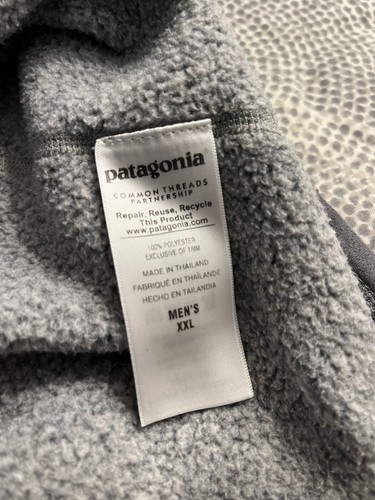 patagonia
COMMON THREADS
PARTNERSHIP
Repair, Reuse, Recycle
This Product
www.patagonia.com
100% POLYESTER
EXCLUSIVE OF TRIM
MADE IN THAILAND
FABRIQUÉ EN THAÏLANDE
HECHO EN TAILANDIA
MEN'S
XXL